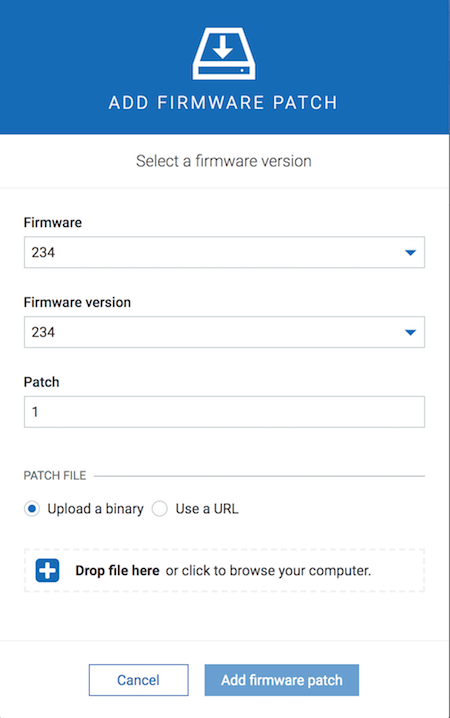 ADD FIRMWARE PATCH
Select a firmware version
Firmware
234
Firmware version
234
Patch
1
PATCH FILE
Upload a binary Use a URL
Drop file here or click to browse your computer.
Cancel Add firmware patch